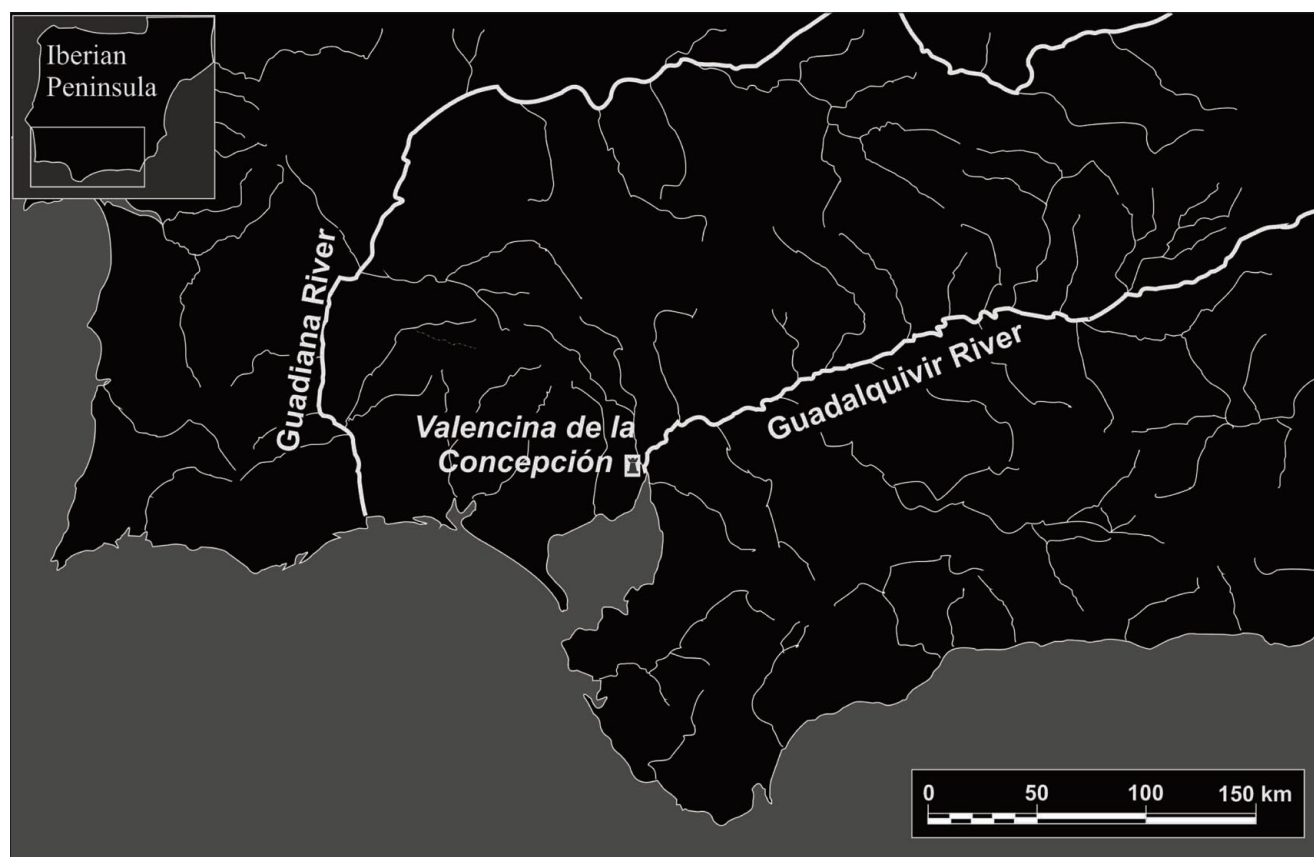 Iberian
Peninsula
Guadiana River
Valencina de la
Concepción
Guadalquivir River
0 50 100 150 km